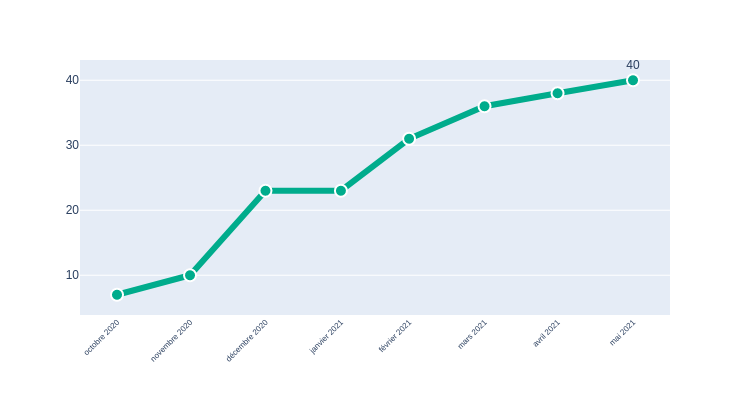 40
40
30
20
10
octobre 2020
novembre 2020
décembre 2020
janvier 2021
février 2021
mars 2021
avril 2021
mai 2021